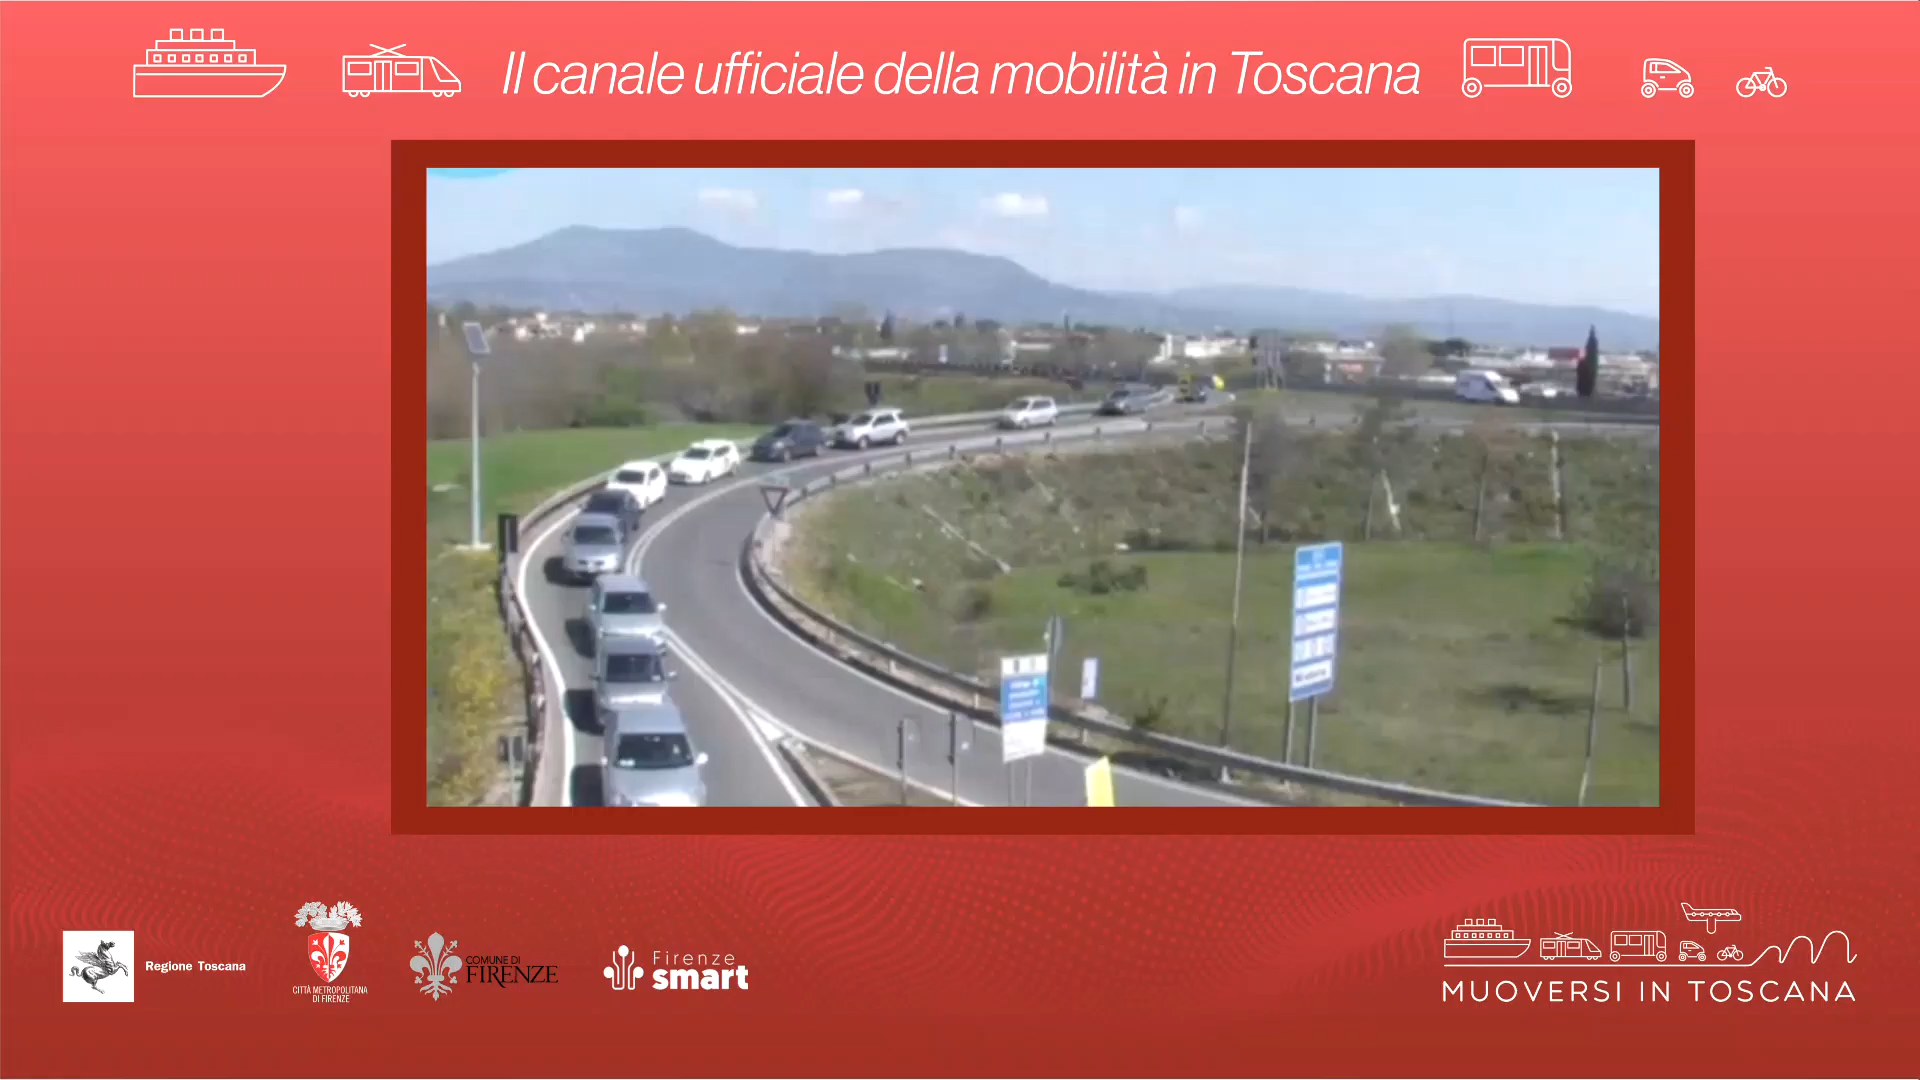 Il canale ufficiale della mobilità in Toscana
Regione Toscana
CITTÀ METROPOLITANA
DI FIRENZE
COMUNE DI
FIRENZE
Firenze
smart
MUOVERSI IN TOSCANA